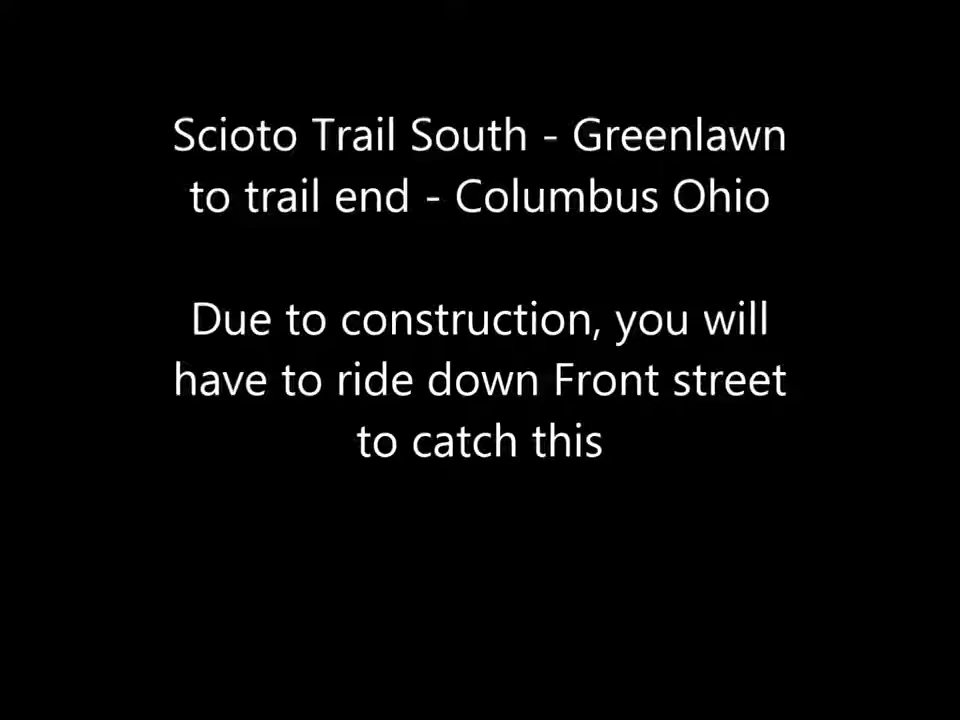 Scioto Trail South - Greenlawn
to trail end - Columbus Ohio
Due to construction, you will
have to ride down Front street
to catch this